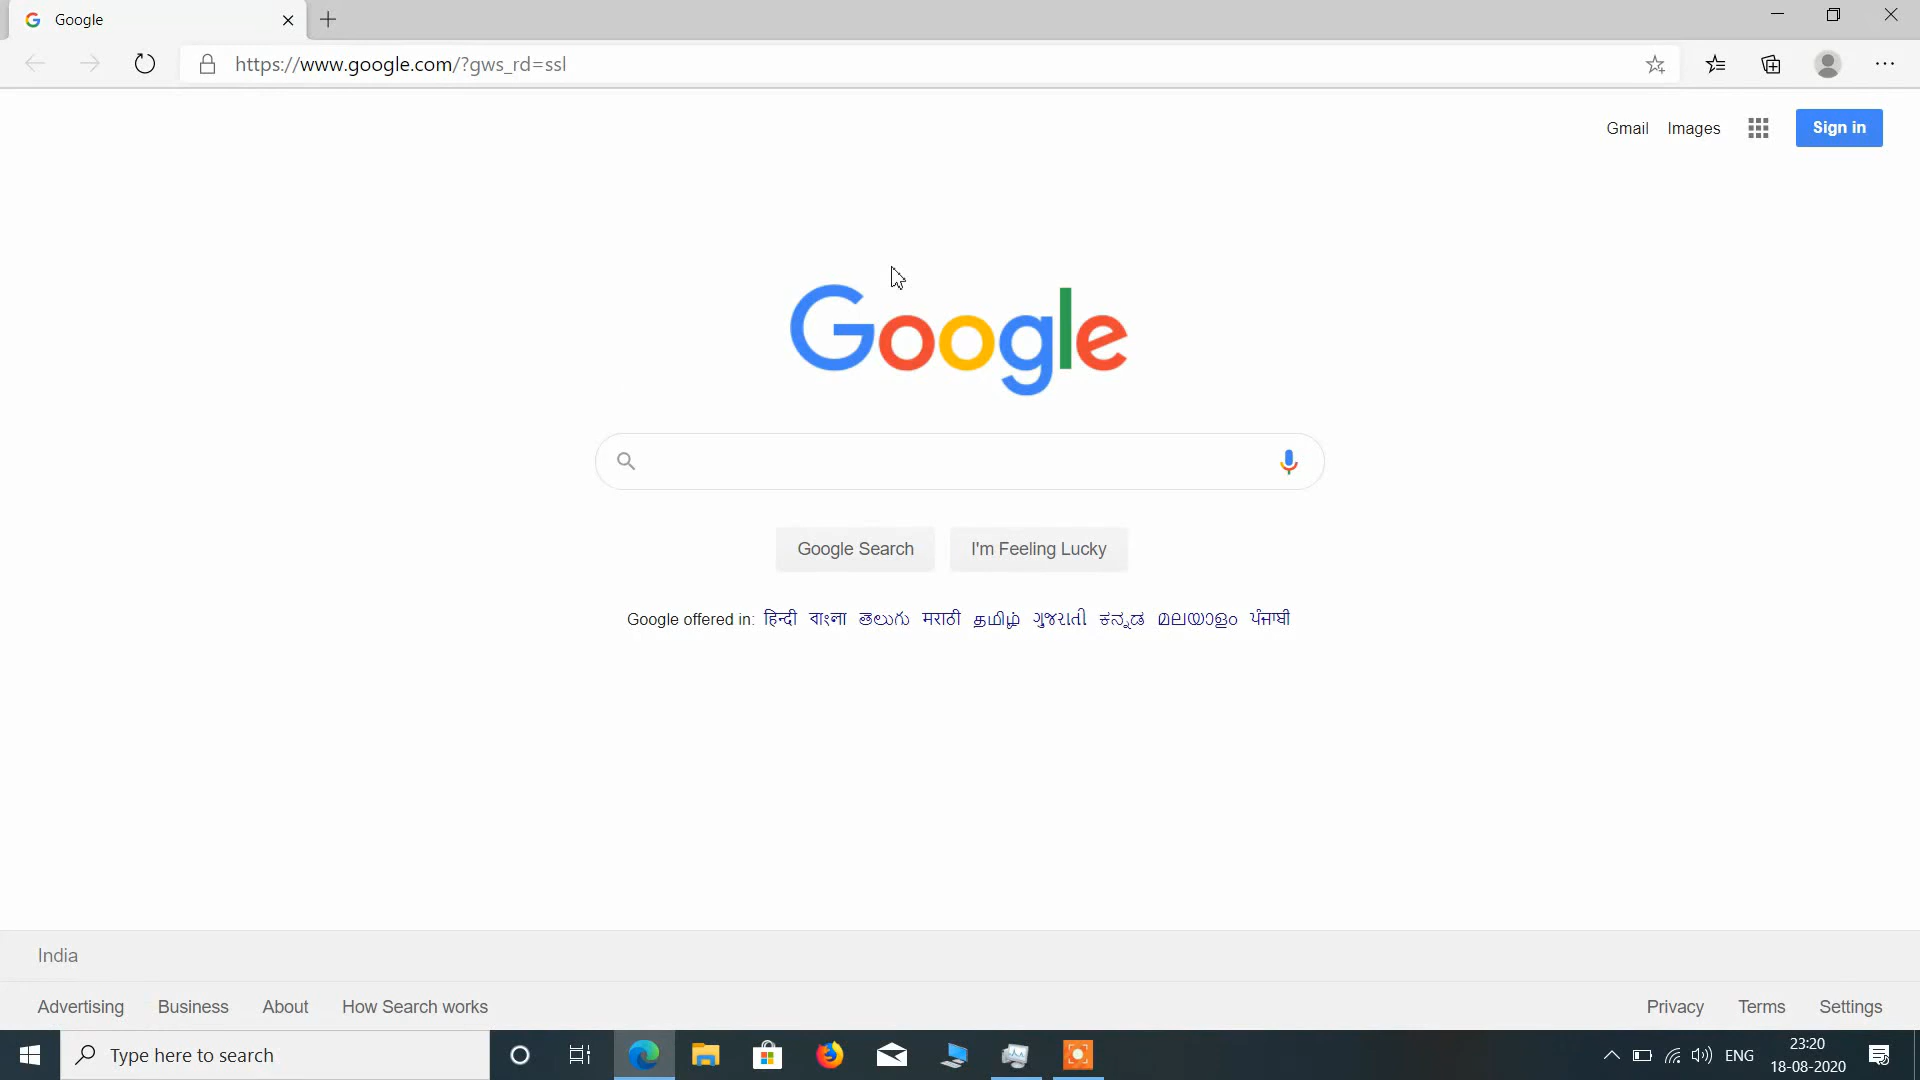 Google
https://www.google.com/?gws_rd=ssl
Gmail Images Sign in
Google
Google Search I'm Feeling Lucky
Google offered in: हिन्दी বাংলা తెలుగు मराठी தமிழ் ગુજરાતી ಕನ್ನಡ മലയാളം ਪੰਜਾਬੀ
India
Advertising Business About How Search works Privacy Terms Settings
Type here to search ENG 23:20
18-08-2020